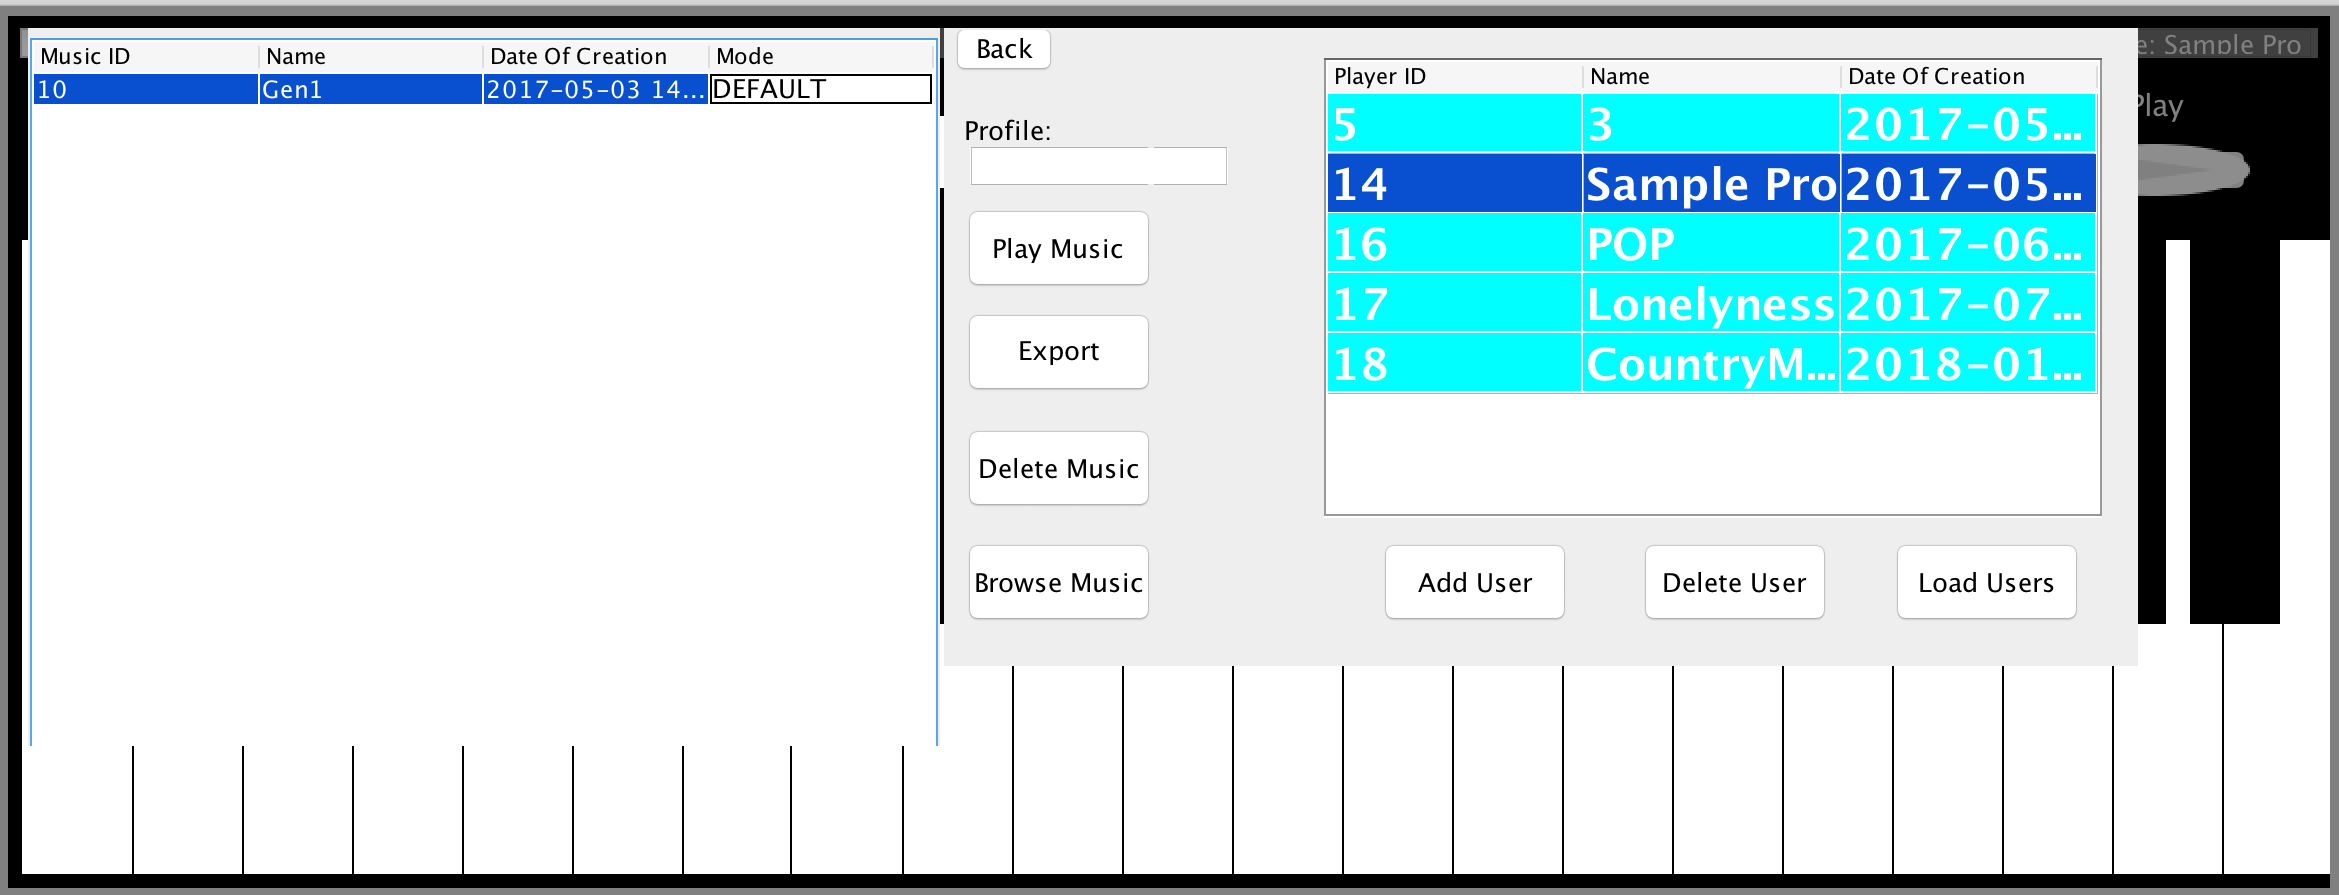 Music ID Name Date Of Creation Mode
10 Gen1 2017-05-03 14... DEFAULT
Back
Profile:
Play Music
Export
Delete Music
Browse Music
Player ID Name Date Of Creation
5 3 2017-05...
14 Sample Pro 2017-05...
16 POP 2017-06...
17 Lonelyness 2017-07...
18 CountryM... 2018-01...
Add User Delete User Load Users
e: Sample Pro
Play